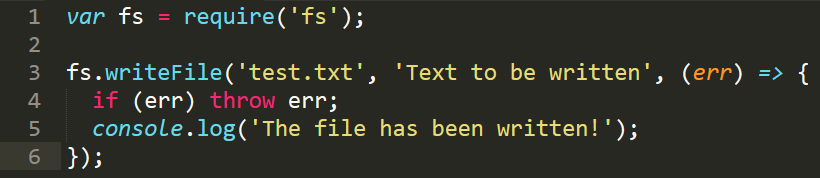 1 var fs = require('fs');
2
3 fs.writeFile('test.txt', 'Text to be written', (err) => {
4   if (err) throw err;
5   console.log('The file has been written!');
6 });